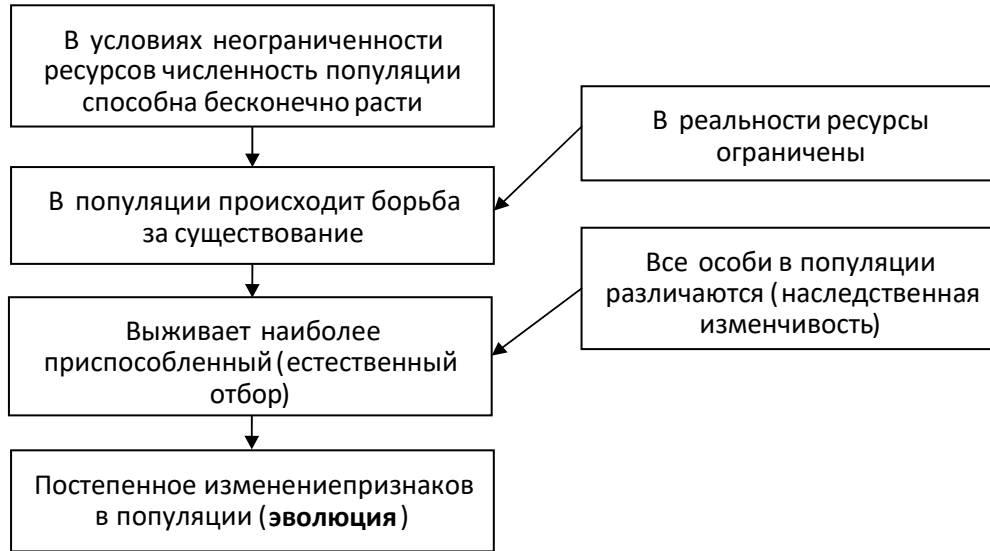 В условиях неограниченности
ресурсов численность популяции
способна бесконечно расти
В реальности ресурсы
ограничены
В популяции происходит борьба
за существование
Все особи в популяции
различаются (наследственная
изменчивость)
Выживает наиболее
приспособленный (естественный
отбор)
Постепенное изменениепризнаков
в популяции (эволюция)